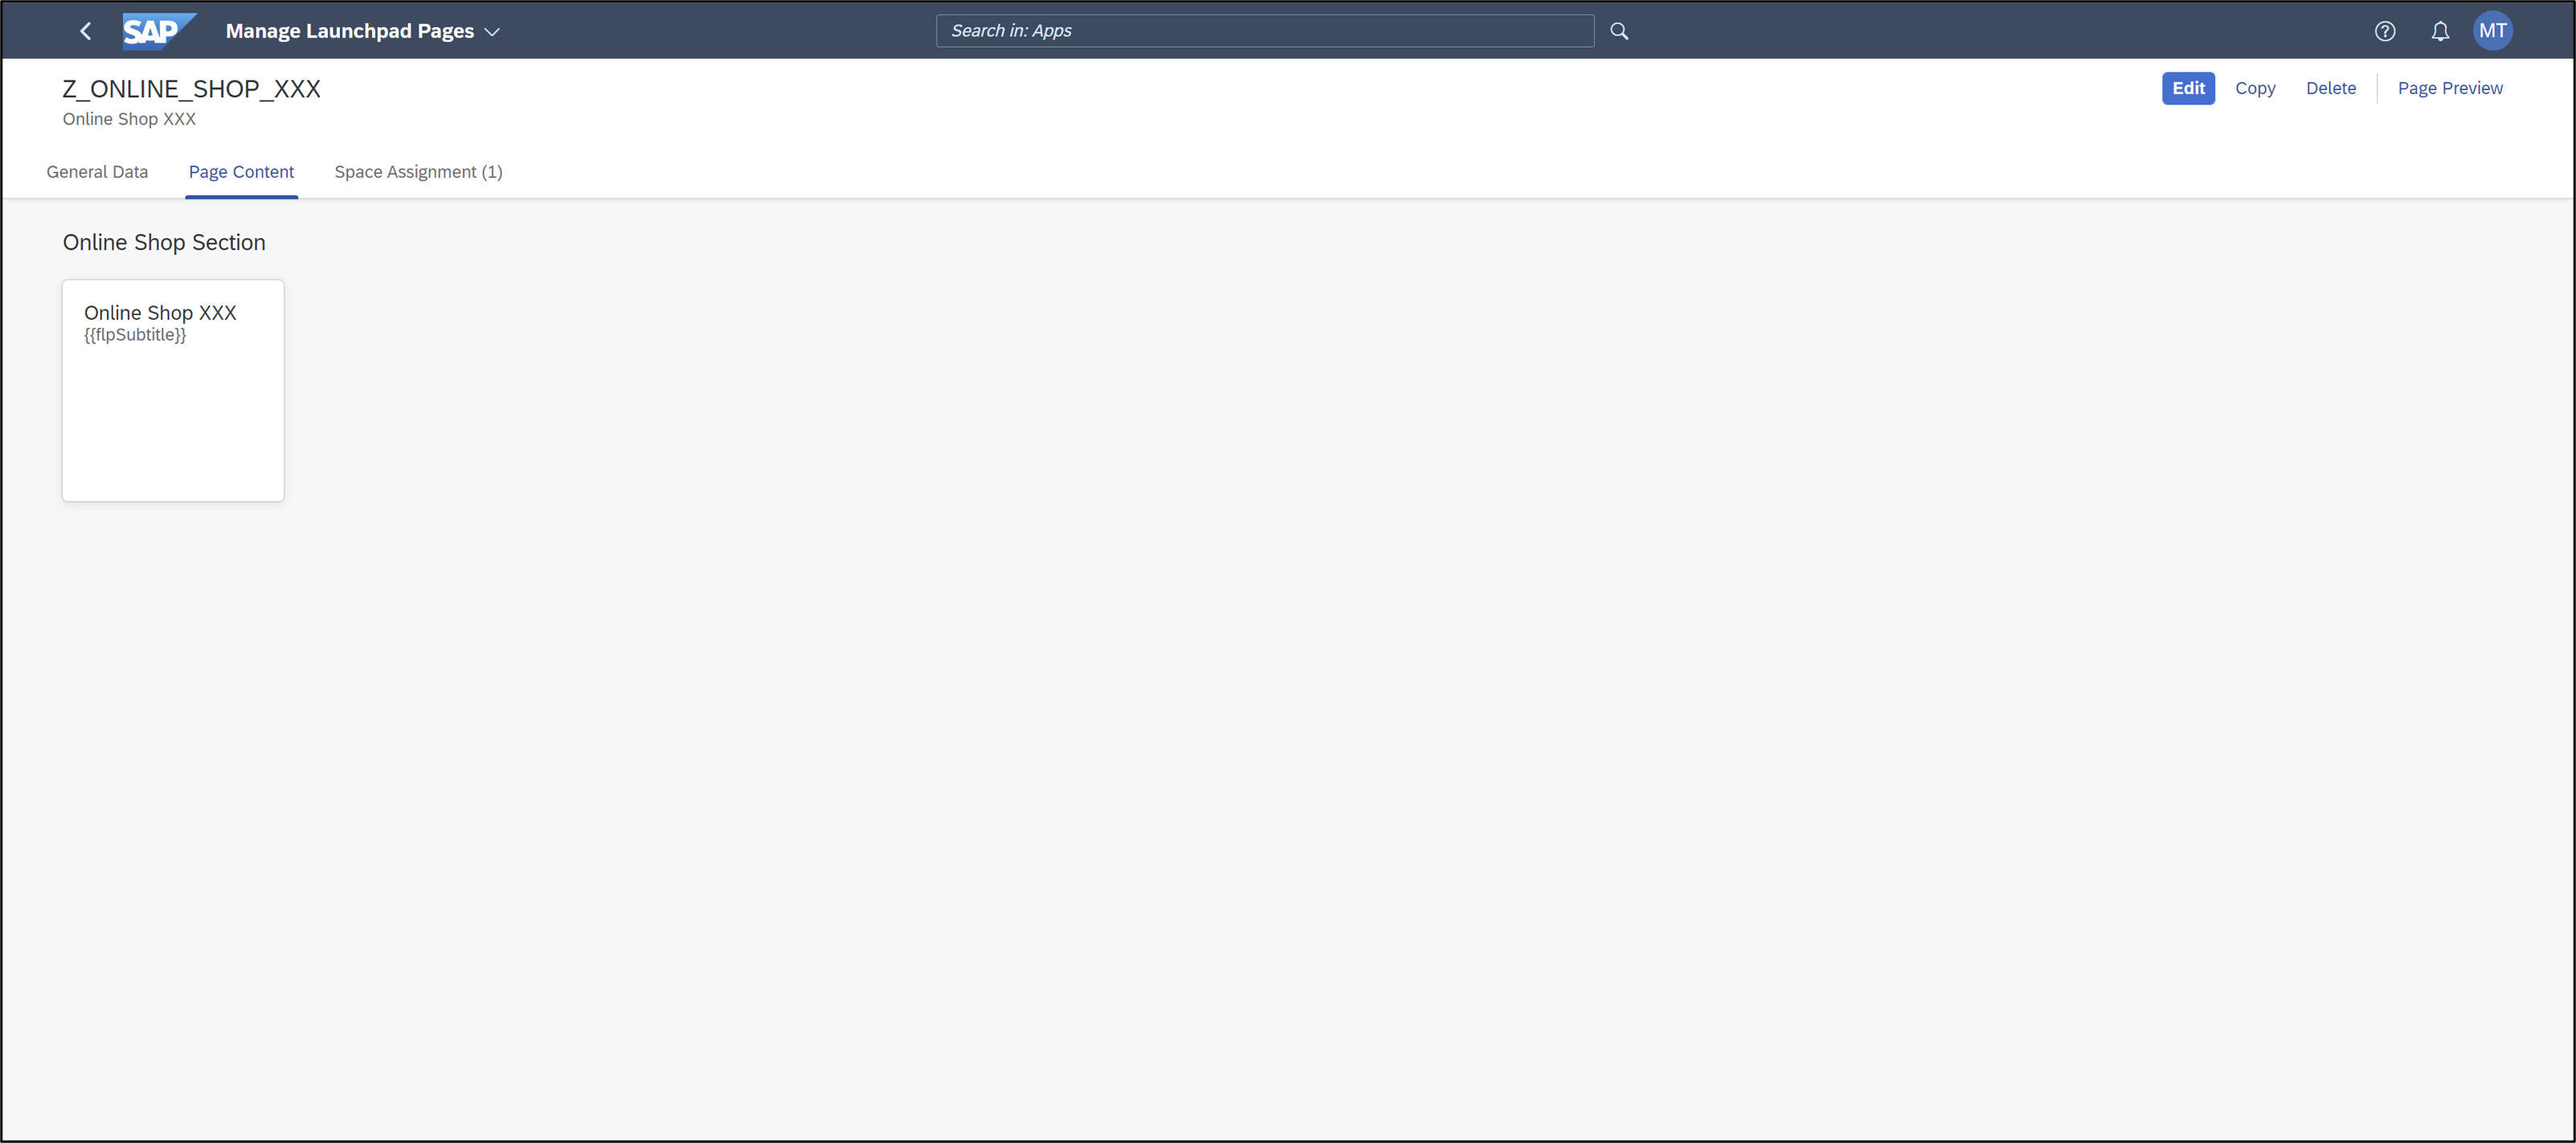 SAP Manage Launchpad Pages Search in: Apps MT
Z_ONLINE_SHOP_XXX Edit Copy Delete Page Preview
Online Shop XXX
General Data Page Content Space Assignment (1)
Online Shop Section
Online Shop XXX
{{flpSubtitle}}